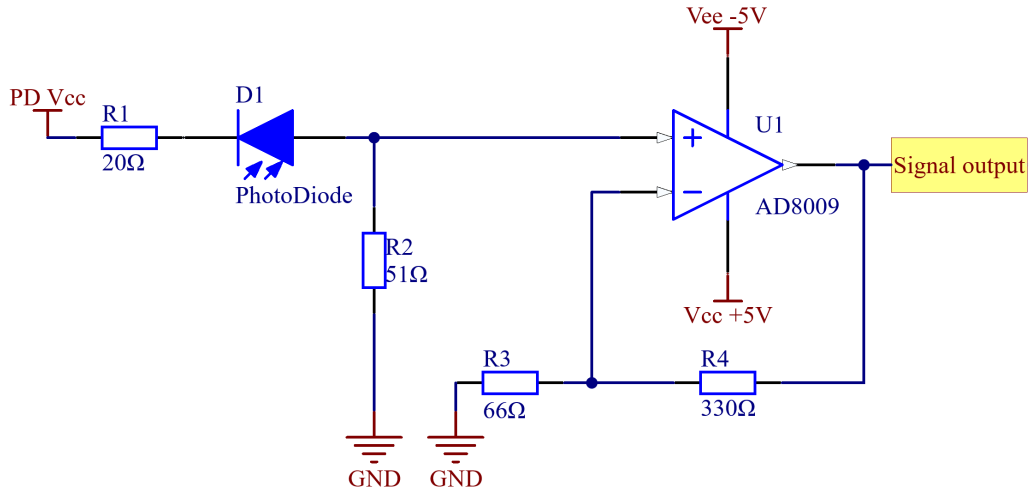 Vee -5V
PD Vcc
R1
20Ω
D1
PhotoDiode
+
−
U1
AD8009
Signal output
R2
51Ω
Vcc +5V
R3
66Ω
R4
330Ω
GND
GND